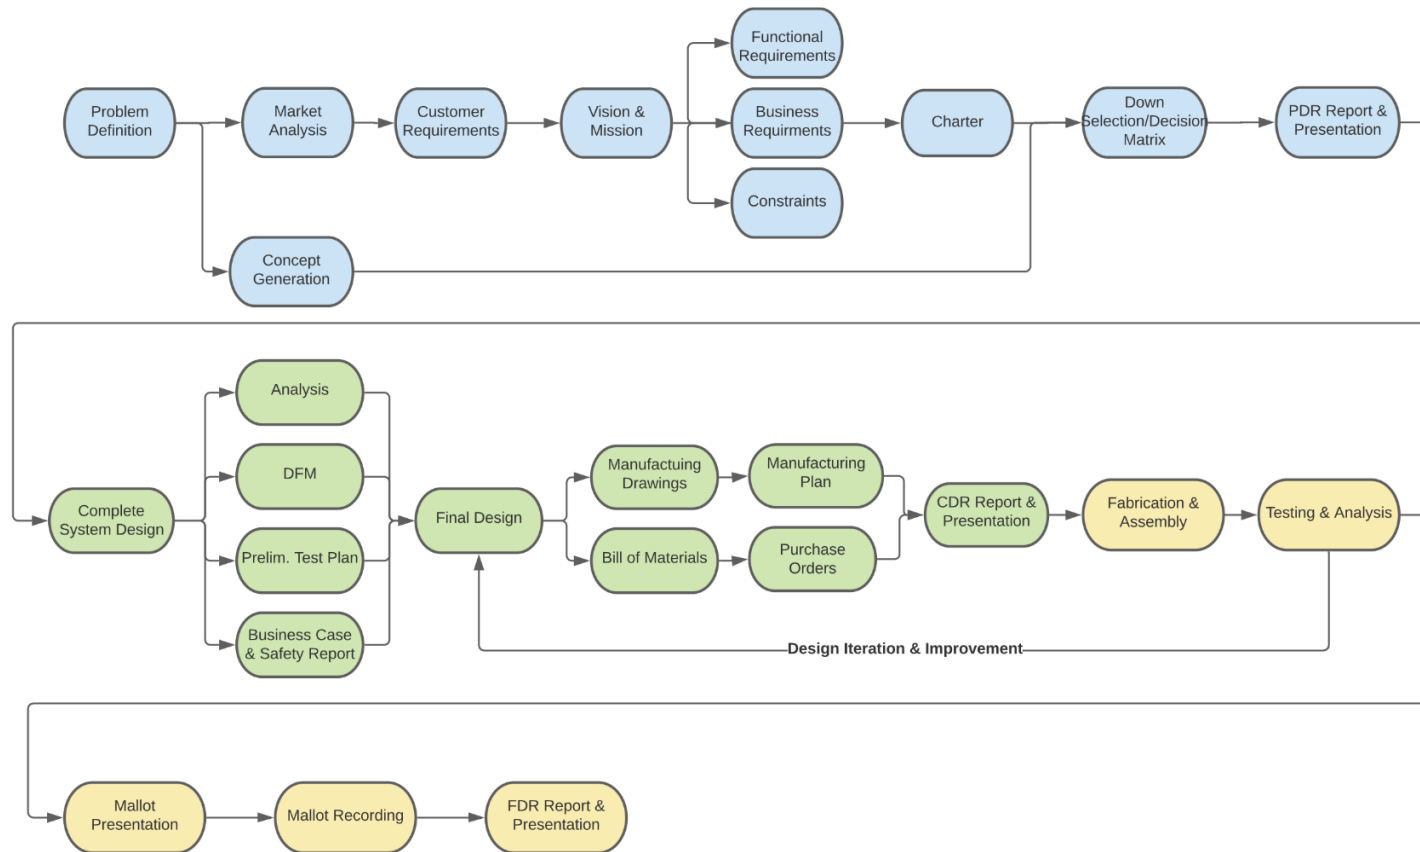 Functional
Requirements
Problem
Definition
Market
Analysis
Customer
Requirements
Vision &
Mission
Business
Requirments
Charter
Down
Selection/Decision
Matrix
PDR Report &
Presentation
Constraints
Concept
Generation
Analysis
DFM
Complete
System Design
Prelim. Test Plan
Business Case
& Safety Report
Final Design
Manufactuing
Drawings
Manufacturing
Plan
Bill of Materials
Purchase
Orders
CDR Report &
Presentation
Fabrication &
Assembly
Testing & Analysis
Design Iteration & Improvement
Mallot
Presentation
Mallot Recording
FDR Report &
Presentation